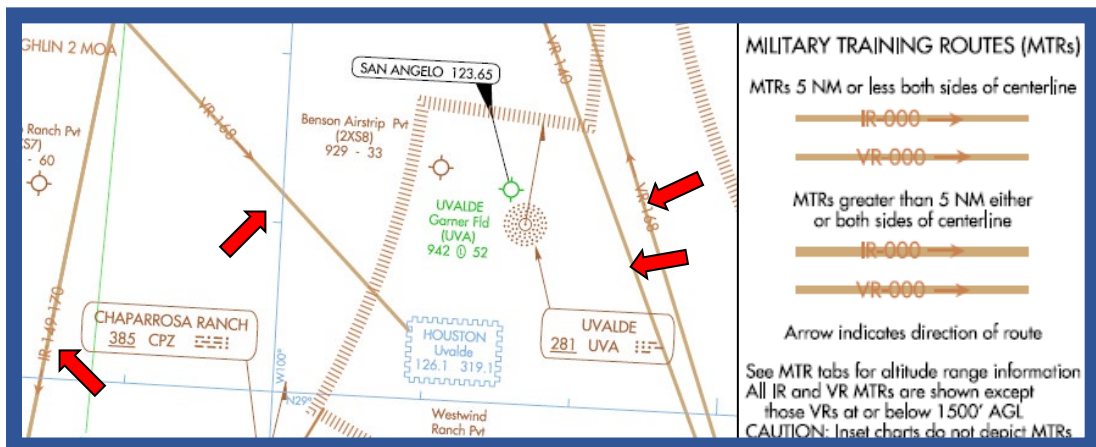 GHLIN 2 MOA
VR-168
SAN ANGELO 123.65
VR-140
Benson Airstrip Pvt
(2XS8)
929 - 33
Ranch Pvt
(S7)
- 60
UVALDE
Garner Fld
(UVA)
942 Ⓛ 52
VR-168
IR-149-170
CHAPARROSA RANCH
385 CPZ
HOUSTON
Uvalde
126.1 319.1
UVALDE
281 UVA
W100°
N29°
Westwind
Ranch Pvt
MILITARY TRAINING ROUTES (MTRs)
MTRs 5 NM or less both sides of centerline
IR-000
VR-000
MTRs greater than 5 NM either
or both sides of centerline
IR-000
VR-000
Arrow indicates direction of route
See MTR tabs for altitude range information
All IR and VR MTRs are shown except
those VRs at or below 1500' AGL
CAUTION: Inset charts do not depict MTRs